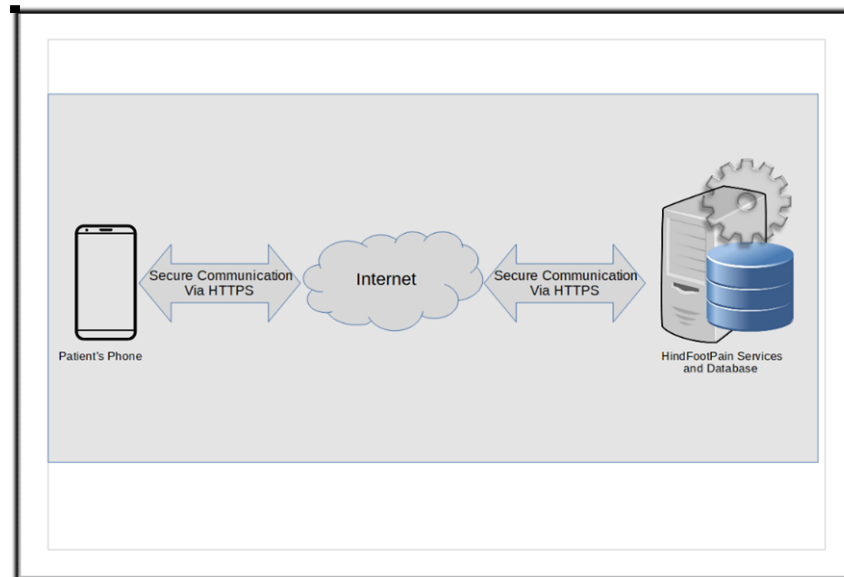 Secure Communication
Via HTTPS
Internet
Secure Communication
Via HTTPS
Patient's Phone
HindFootPain Services
and Database